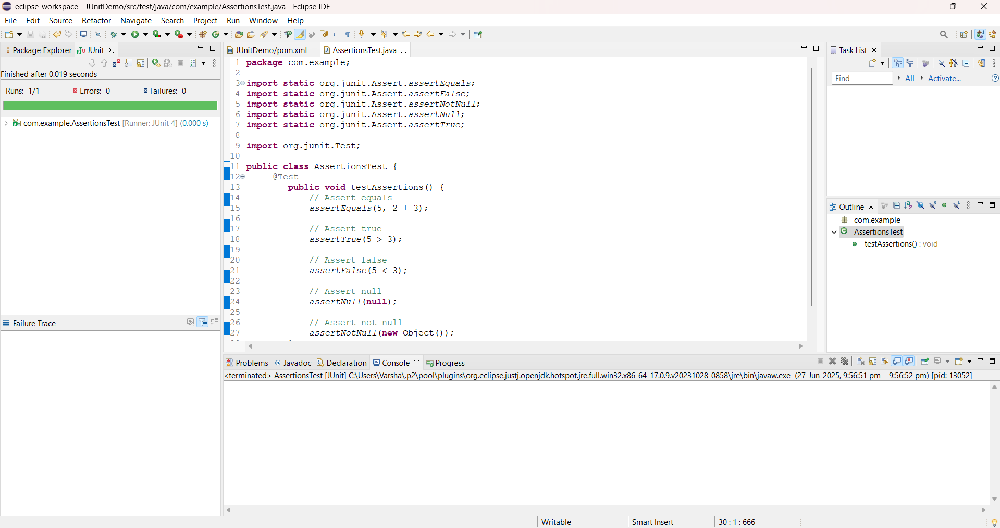 eclipse-workspace - JUnitDemo/src/test/java/com/example/AssertionsTest.java - Eclipse IDE
File Edit Source Refactor Navigate Search Project Run Window Help
Package Explorer JUnit
Finished after 0.019 seconds
Runs: 1/1 Errors: 0 Failures: 0
com.example.AssertionsTest [Runner: JUnit 4] (0.000 s)
Failure Trace
JUnitDemo/pom.xml AssertionsTest.java
1 package com.example;
2
3 import static org.junit.Assert.assertEquals;
4 import static org.junit.Assert.assertFalse;
5 import static org.junit.Assert.assertNotNull;
6 import static org.junit.Assert.assertNull;
7 import static org.junit.Assert.assertTrue;
8
9 import org.junit.Test;
10
11 public class AssertionsTest {
12 @Test
13 public void testAssertions() {
14 // Assert equals
15 assertEquals(5, 2 + 3);
16
17 // Assert true
18 assertTrue(5 > 3);
19
20 // Assert false
21 assertFalse(5 < 3);
22
23 // Assert null
24 assertNull(null);
25
26 // Assert not null
27 assertNotNull(new Object());
Task List
Find All Activate...
Outline
com.example
AssertionsTest
testAssertions() : void
Problems @ Javadoc Declaration Console Progress
<terminated> AssertionsTest [JUnit] C:\Users\Varsha\.p2\pool\plugins\org.eclipse.justj.openjdk.hotspot.jre.full.win32.x86_64_17.0.9.v20231028-0858\jre\bin\javaw.exe (27-Jun-2025, 9:56:51 pm – 9:56:52 pm) [pid: 13052]
Writable Smart Insert 30 : 1 : 666